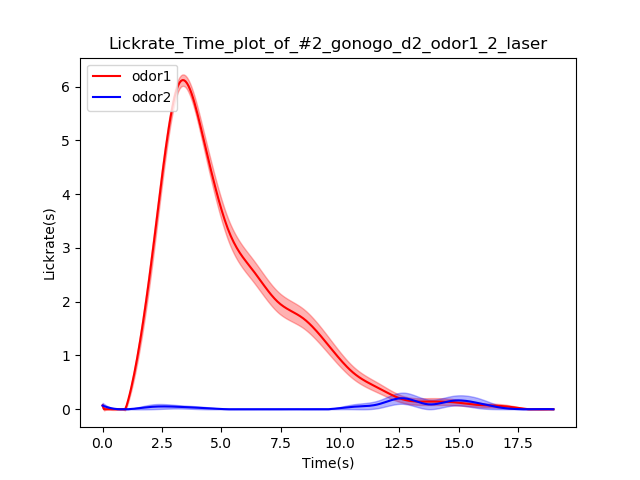 Lickrate_Time_plot_of_#2_gonogo_d2_odor1_2_laser
odor1
odor2
6
5
4
3
2
1
0
Lickrate(s)
0.0 2.5 5.0 7.5 10.0 12.5 15.0 17.5
Time(s)